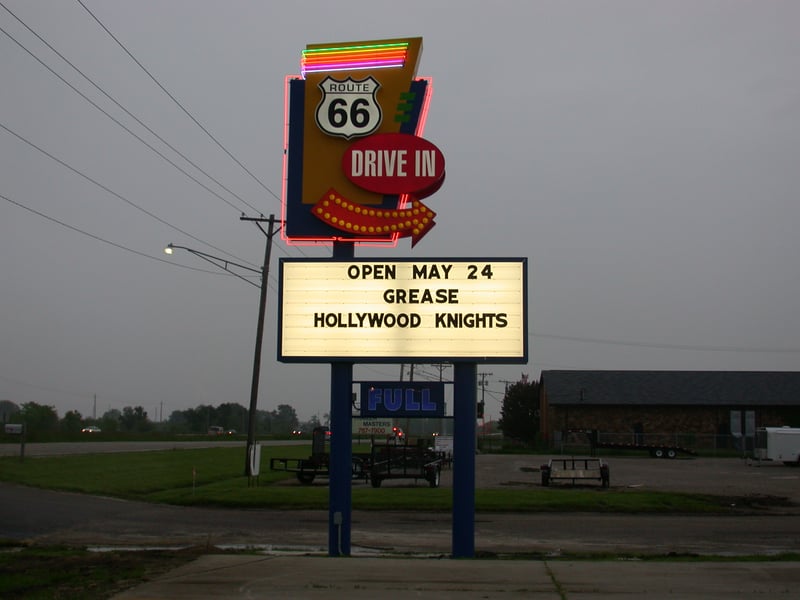 ROUTE
66
DRIVE IN
OPEN MAY 24
GREASE
HOLLYWOOD KNIGHTS
FULL
MASTERS